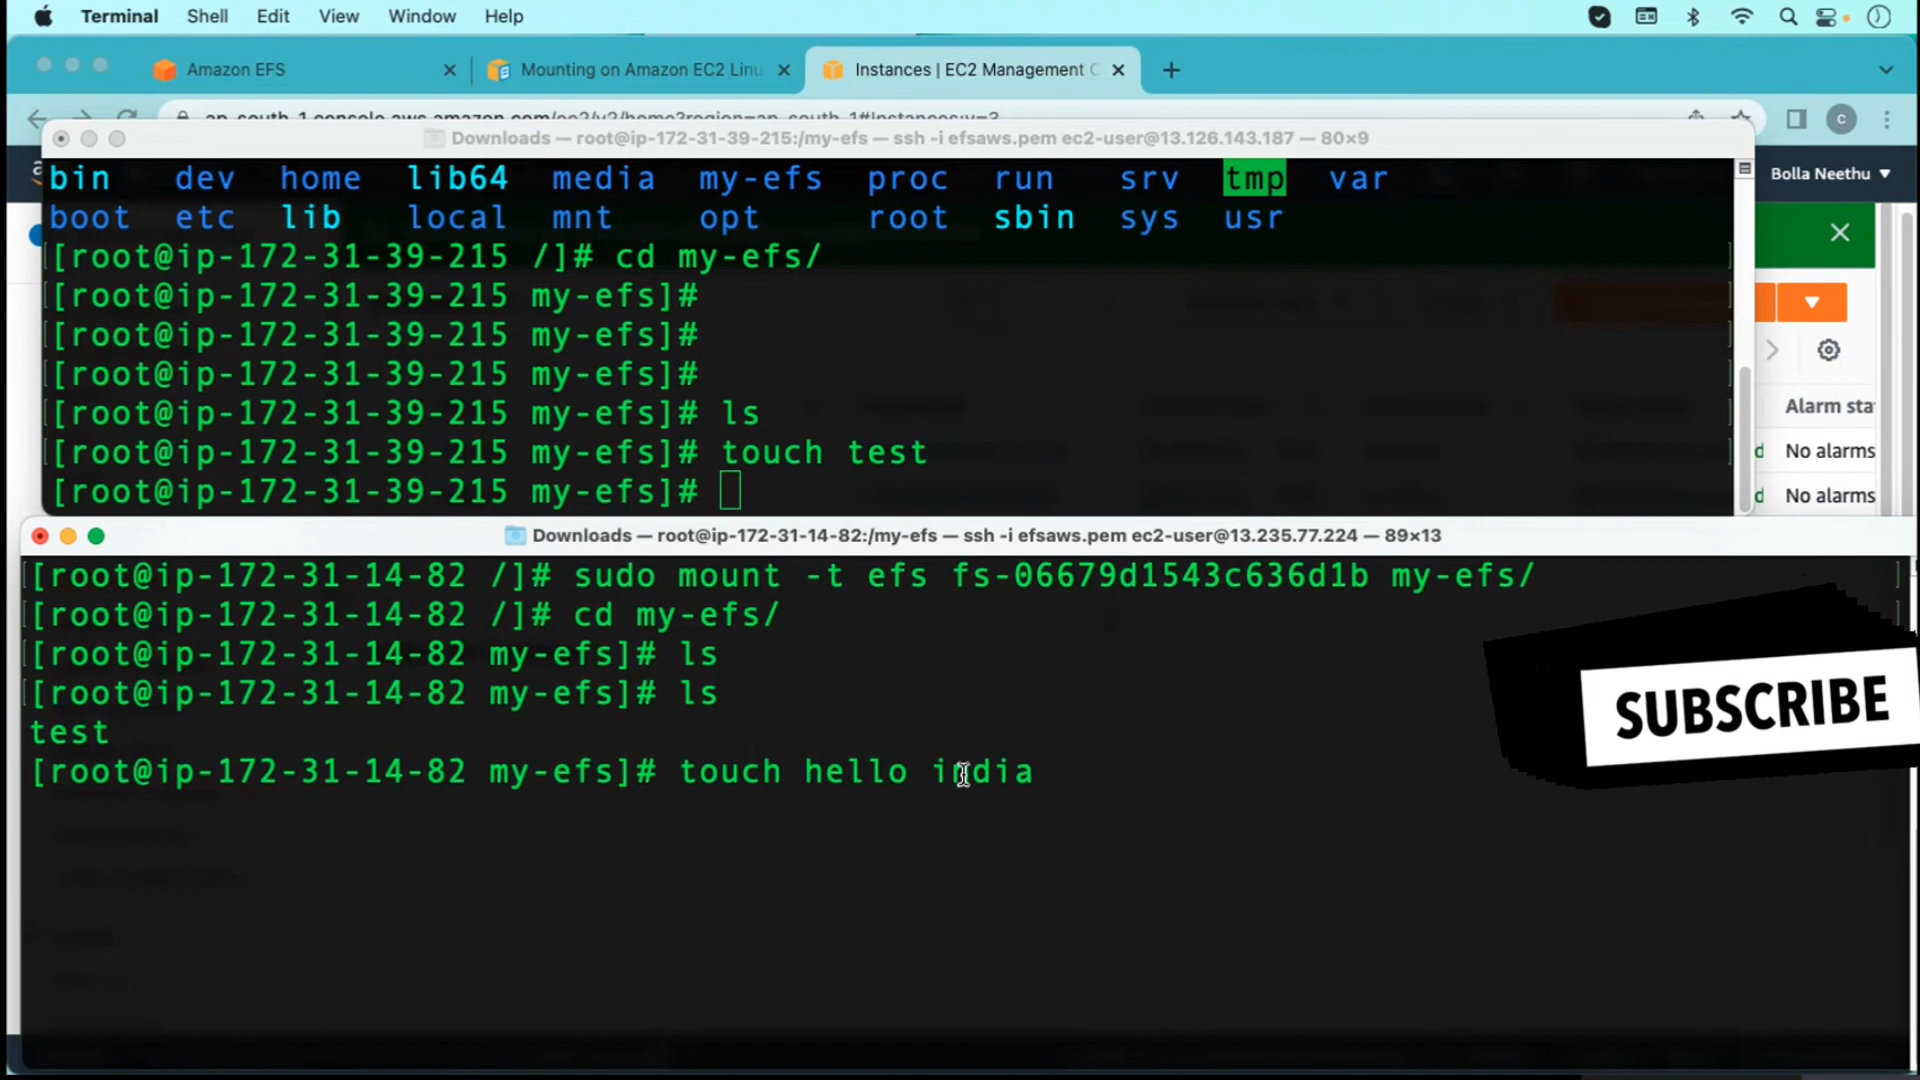 Terminal Shell Edit View Window Help
Amazon EFS Mounting on Amazon EC2 Linu Instances | EC2 Management C
Downloads — root@ip-172-31-39-215:/my-efs — ssh -i efsaws.pem ec2-user@13.126.143.187 — 80×9
bin dev home lib64 media my-efs proc run srv tmp var
boot etc lib local mnt opt root sbin sys usr
[[root@ip-172-31-39-215 /]# cd my-efs/ ]
[[root@ip-172-31-39-215 my-efs]# ]
[[root@ip-172-31-39-215 my-efs]# ]
[[root@ip-172-31-39-215 my-efs]# ]
[[root@ip-172-31-39-215 my-efs]# ls ]
[[root@ip-172-31-39-215 my-efs]# touch test ]
[root@ip-172-31-39-215 my-efs]#
Bolla Neethu
Alarm sta
No alarms
No alarms
Downloads — root@ip-172-31-14-82:/my-efs — ssh -i efsaws.pem ec2-user@13.235.77.224 — 89×13
[[root@ip-172-31-14-82 /]# sudo mount -t efs fs-06679d1543c636d1b my-efs/ ]
[[root@ip-172-31-14-82 /]# cd my-efs/ ]
[[root@ip-172-31-14-82 my-efs]# ls
[[root@ip-172-31-14-82 my-efs]# ls
test
[root@ip-172-31-14-82 my-efs]# touch hello india
SUBSCRIBE